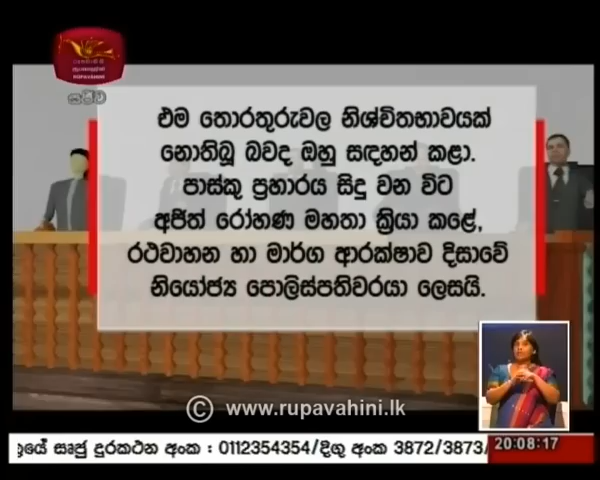 සජීව
එම තොරතුරුවල නිශ්චිතභාවයක්
නොතිබූ බවද ඔහු සඳහන් කළා.
පාස්කු ප්‍රහාරය සිදු වන විට
අජිත් රෝහණ මහතා ක්‍රියා කළේ,
රථවාහන හා මාර්ග ආරක්ෂාව දිසාවේ
නියෝජ්‍ය පොලිස්පතිවරයා ලෙසයි.
© www.rupavahini.lk
සෘජු දුරකථන අංක : 0112354354/දිගු අංක 3872/3873/
20:08:17